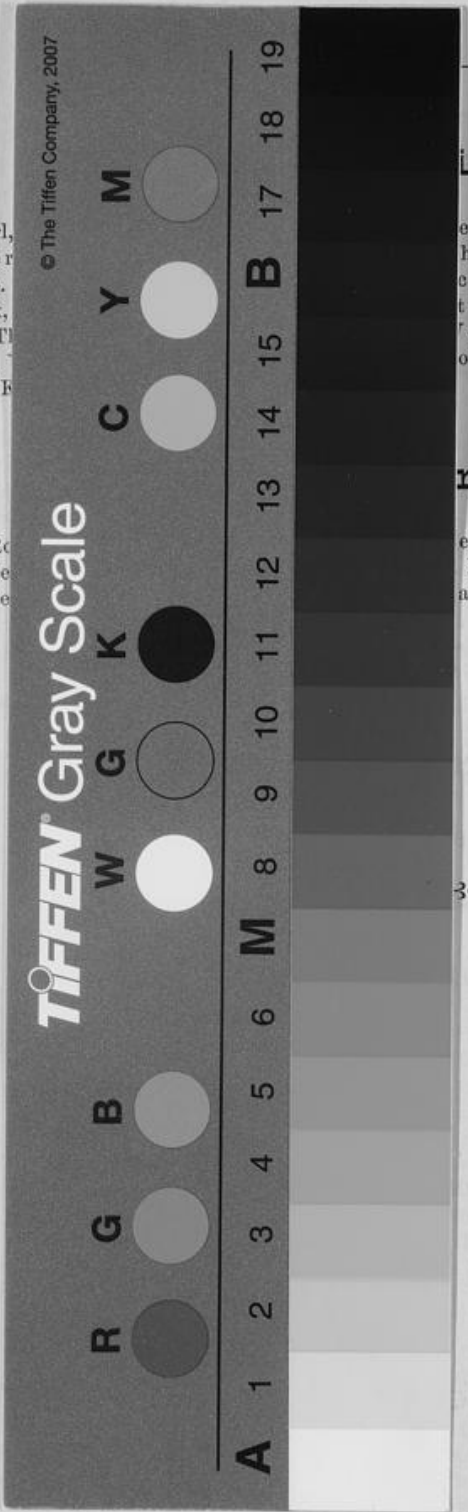 TIFFEN® Gray Scale
© The Tiffen Company, 2007
R G B W G K C Y M
A 1 2 3 4 5 6 M 8 9 10 11 12 13 14 15 B 17 18 19